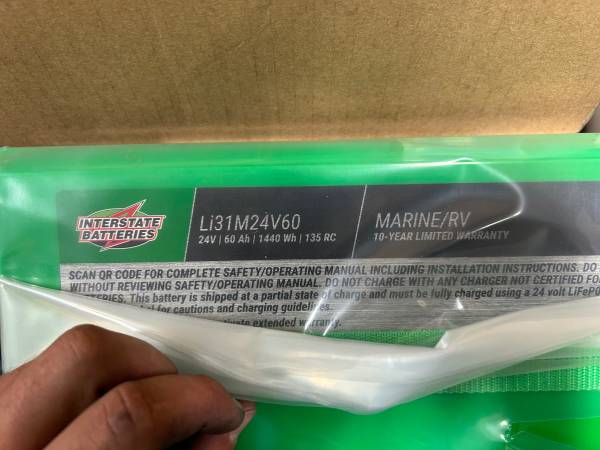 INTERSTATE
BATTERIES
Li31M24V60
24V | 60 Ah | 1440 Wh | 135 RC
MARINE/RV
10-YEAR LIMITED WARRANTY
SCAN QR CODE FOR COMPLETE SAFETY/OPERATING MANUAL INCLUDING INSTALLATION INSTRUCTIONS. DO
WITHOUT REVIEWING SAFETY/OPERATING MANUAL. DO NOT CHARGE WITH ANY CHARGER NOT CERTIFIED FO
TERIES. This battery is shipped at a partial state of charge and must be fully charged using a 24 volt LiFePO
for cautions and charging guidelines.
extended warranty.